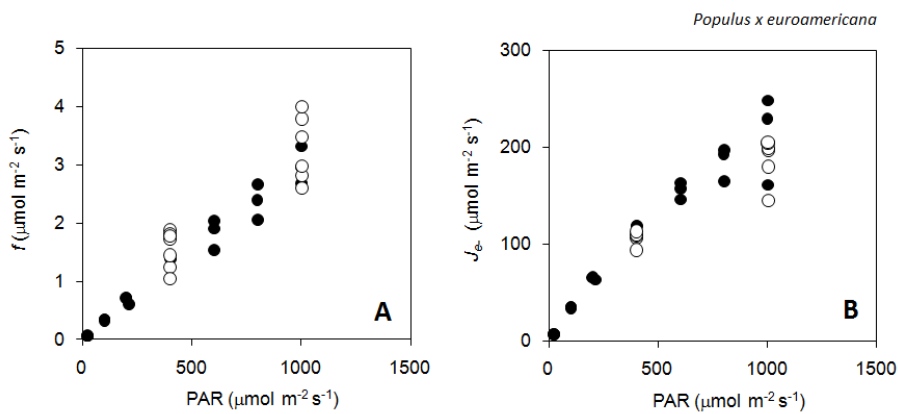 Populus x euroamericana
5
4
3
2
1
0
f (μmol m-2 s-1)
A
0 500 1000 1500
PAR (μmol m-2 s-1)
300
200
100
0
Je- (μmol m-2 s-1)
B
0 500 1000 1500
PAR (μmol m-2 s-1)